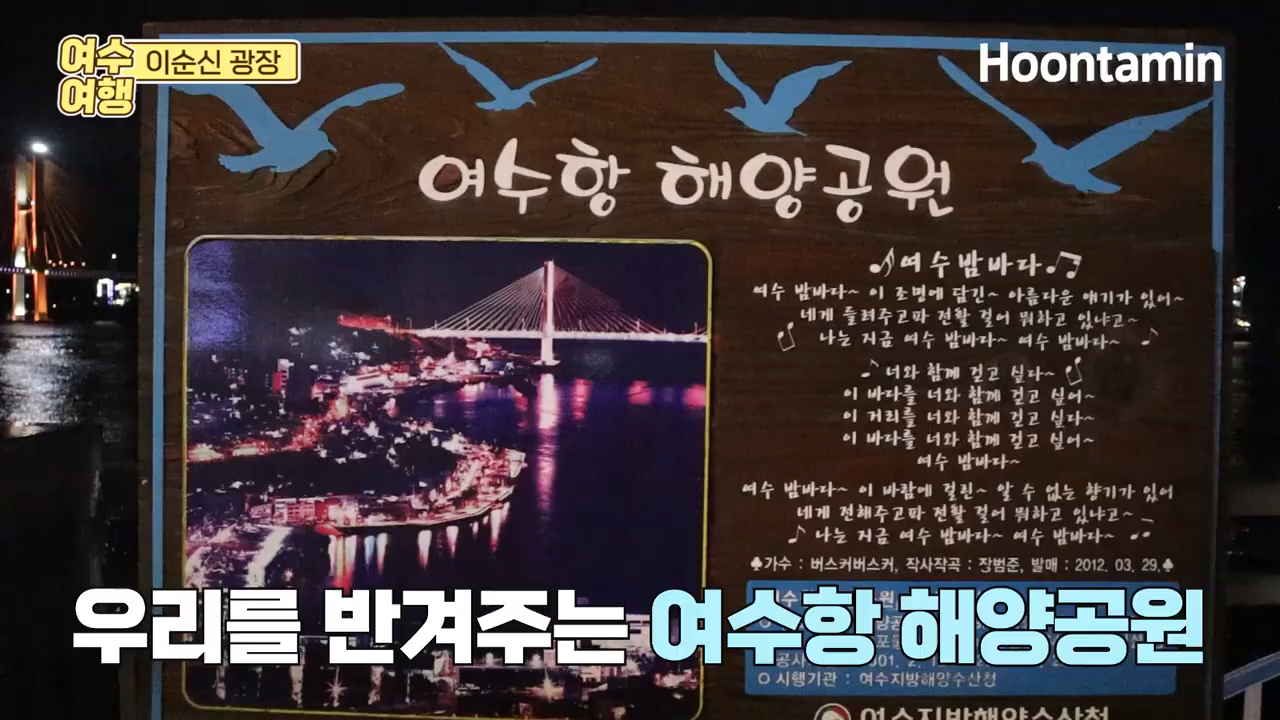 여수
여행
이순신 광장
Hoontamin
여수항 해양공원
여수밤바다
여수 밤바다~ 이 조명에 담긴~ 아름다운 얘기가 있어~
네게 들려주고파 전활 걸어 뭐하고 있냐고~
나는 지금 여수 밤바다~ 여수 밤바다~
너와 함께 걷고 싶다~
이 바다를 너와 함께 걷고 싶어~
이 거리를 너와 함께 걷고 싶다~
이 바다를 너와 함께 걷고 싶어~
여수 밤바다~
여수 밤바다~ 이 바람에 걸린~ 알 수 없는 향기가 있어
네게 전해주고파 전활 걸어 뭐하고 있냐고~
나는 지금 여수 밤바다~ 여수 밤바다~
♣가수 : 버스커버스커, 작사작곡 : 장범준, 발매 : 2012. 03. 29.♣
우리를 반겨주는 여수항 해양공원
O 시행기관 : 여수지방해양수산청
여수지방해양수산청